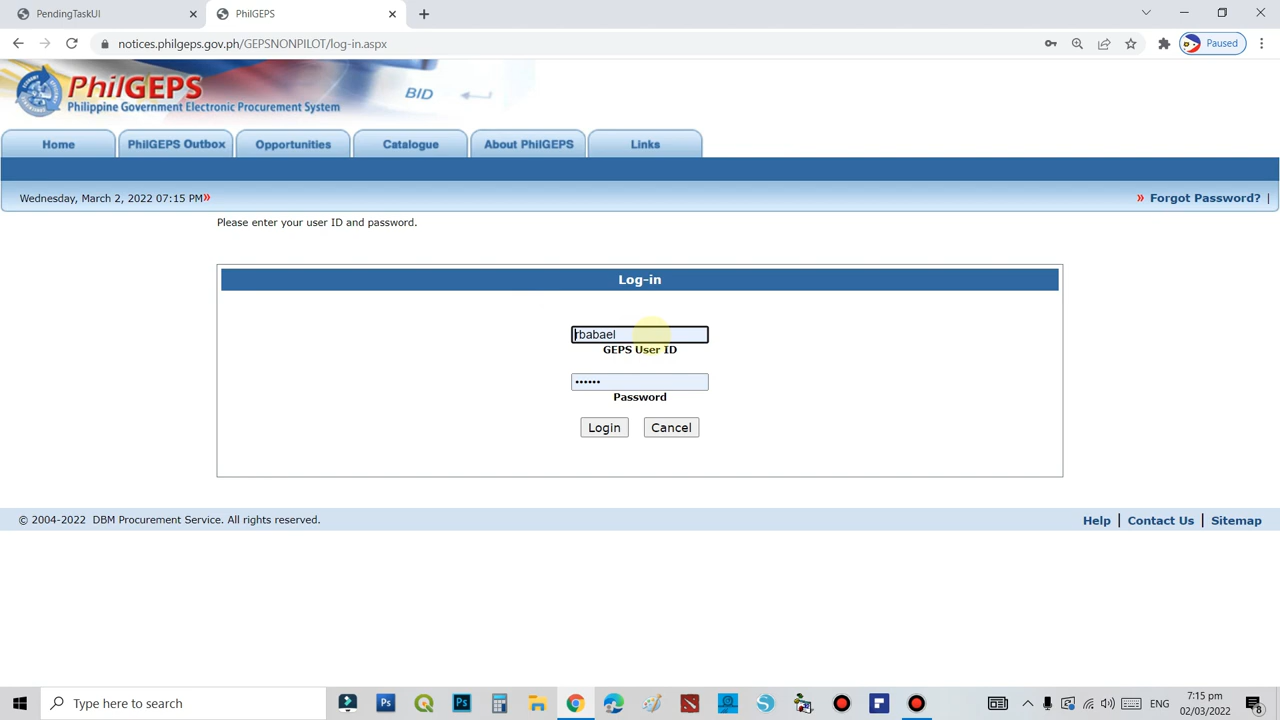 PendingTaskUI
PhilGEPS
notices.philgeps.gov.ph/GEPSNONPILOT/log-in.aspx
Paused
PhilGEPS
Philippine Government Electronic Procurement System
BID
Home
PhilGEPS Outbox
Opportunities
Catalogue
About PhilGEPS
Links
Wednesday, March 2, 2022 07:15 PM»
» Forgot Password? |
Please enter your user ID and password.
Log-in
rbabael
GEPS User ID
••••••
Password
Login
Cancel
© 2004-2022 DBM Procurement Service. All rights reserved.
Help | Contact Us | Sitemap
Type here to search
Ps
Ps
ENG
7:15 pm
02/03/2022
8